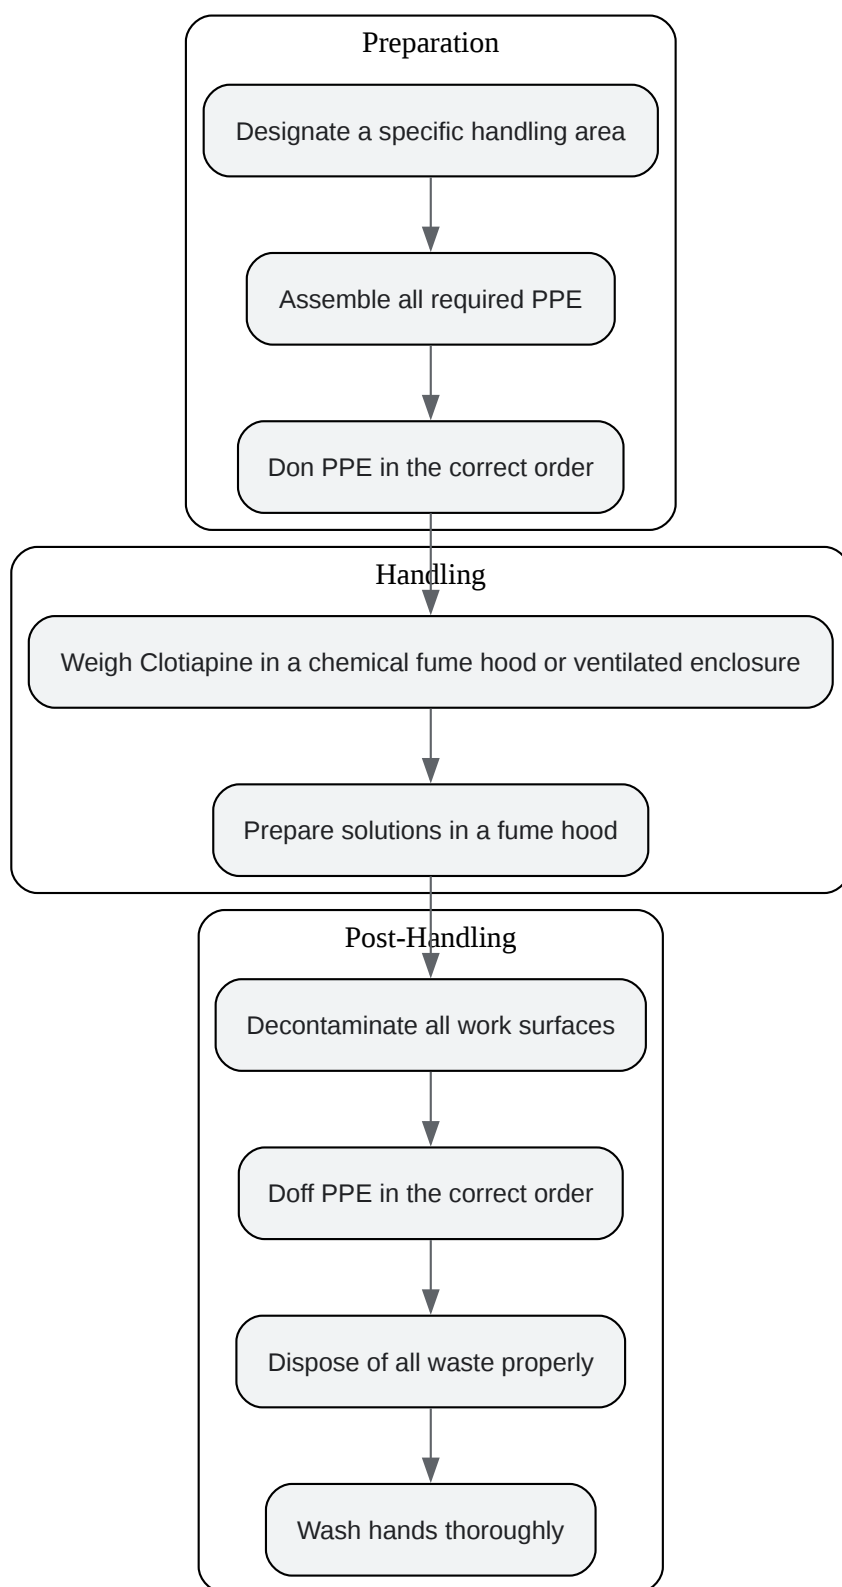 Preparation
Designate a specific handling area
Assemble all required PPE
Don PPE in the correct order
Handling
Weigh Clotiapine in a chemical fume hood or ventilated enclosure
Prepare solutions in a fume hood
Post-Handling
Decontaminate all work surfaces
Doff PPE in the correct order
Dispose of all waste properly
Wash hands thoroughly